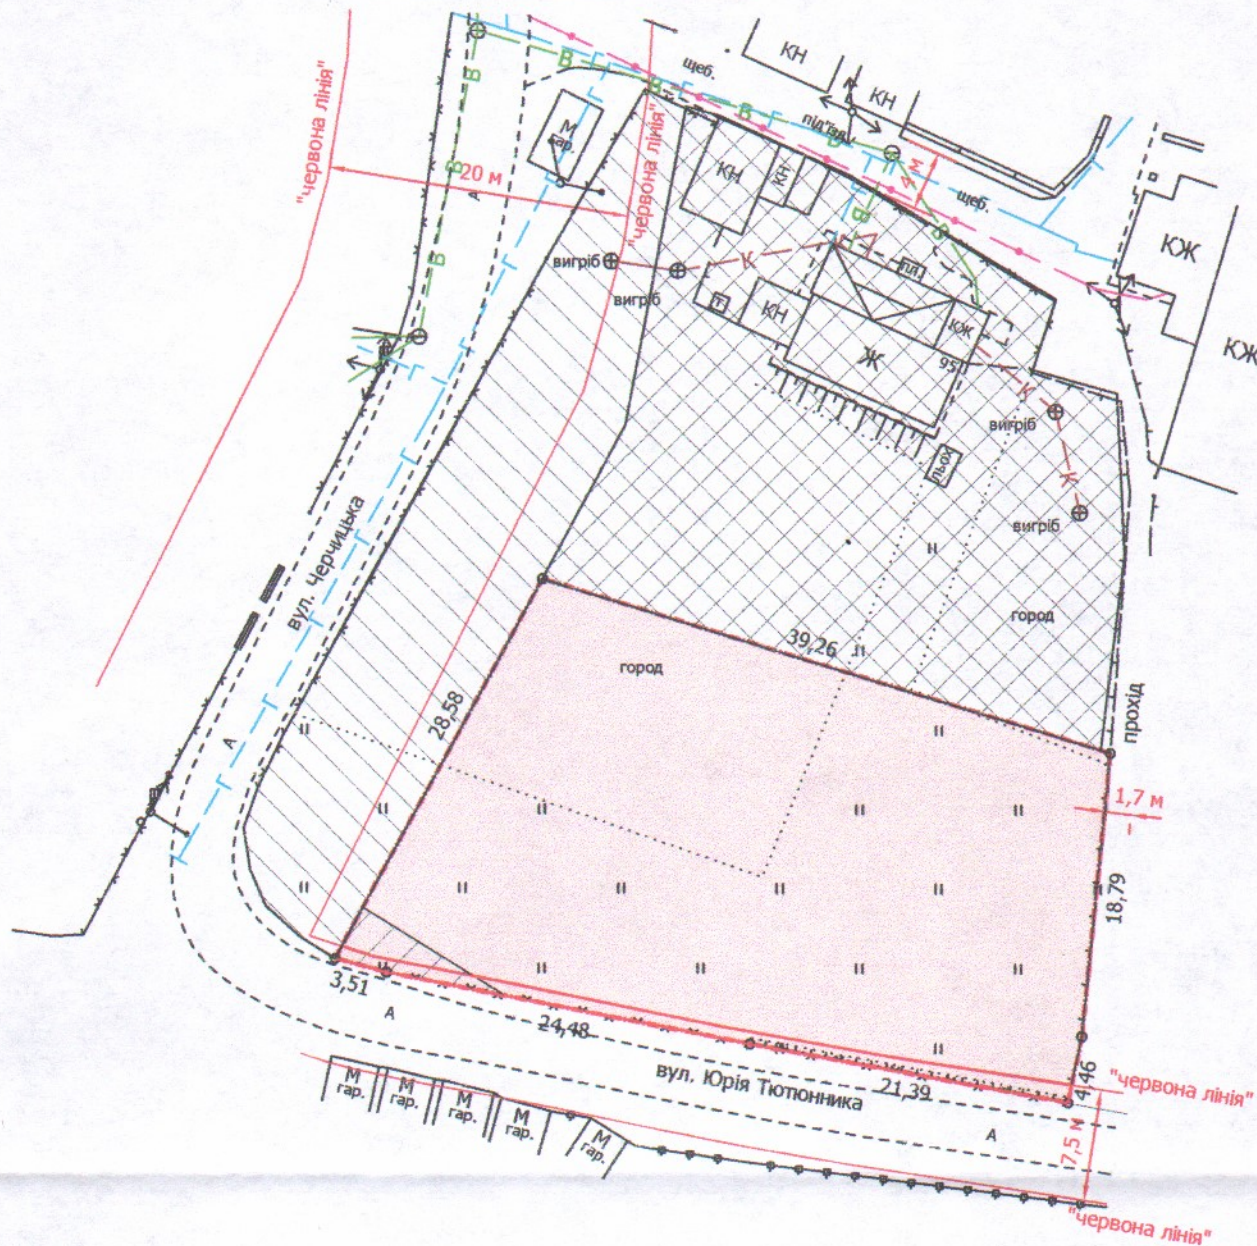 КН
щеб.
КН
під'їзд
"червона лінія"
В
В
В
В
М
гар.
20 м
"червона лінія"
В
А
КН
КН
4 м
щеб.
В
В
В
КЖ
КЖ
вигріб
К
вигріб
пл.
Т
КН
КЖ
Ж
95
К
вигріб
льох
К
вигріб
вул. Черчицька
город
39,26
город
28,58
прохід
А
1,7 м
18,79
3,51
А
24,48
вул. Юрія Тютюнника
21,39
4,46
"червона лінія"
А
7,5 м
М
гар.
М
гар.
М
гар.
М
гар.
М
гар.
"червона лінія"